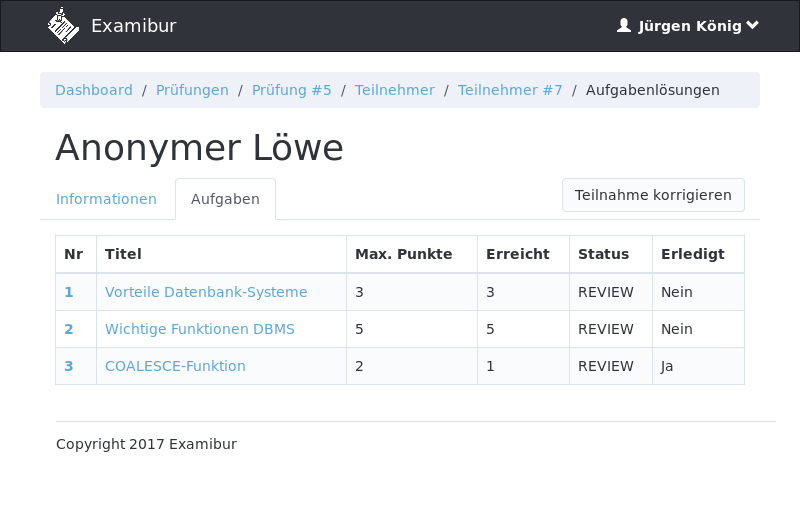 Examibur Jürgen König
Dashboard / Prüfungen / Prüfung #5 / Teilnehmer / Teilnehmer #7 / Aufgabenlösungen
Anonymer Löwe
Informationen Aufgaben Teilnahme korrigieren
Nr Titel Max. Punkte Erreicht Status Erledigt
1 Vorteile Datenbank-Systeme 3 3 REVIEW Nein
2 Wichtige Funktionen DBMS 5 5 REVIEW Nein
3 COALESCE-Funktion 2 1 REVIEW Ja
Copyright 2017 Examibur